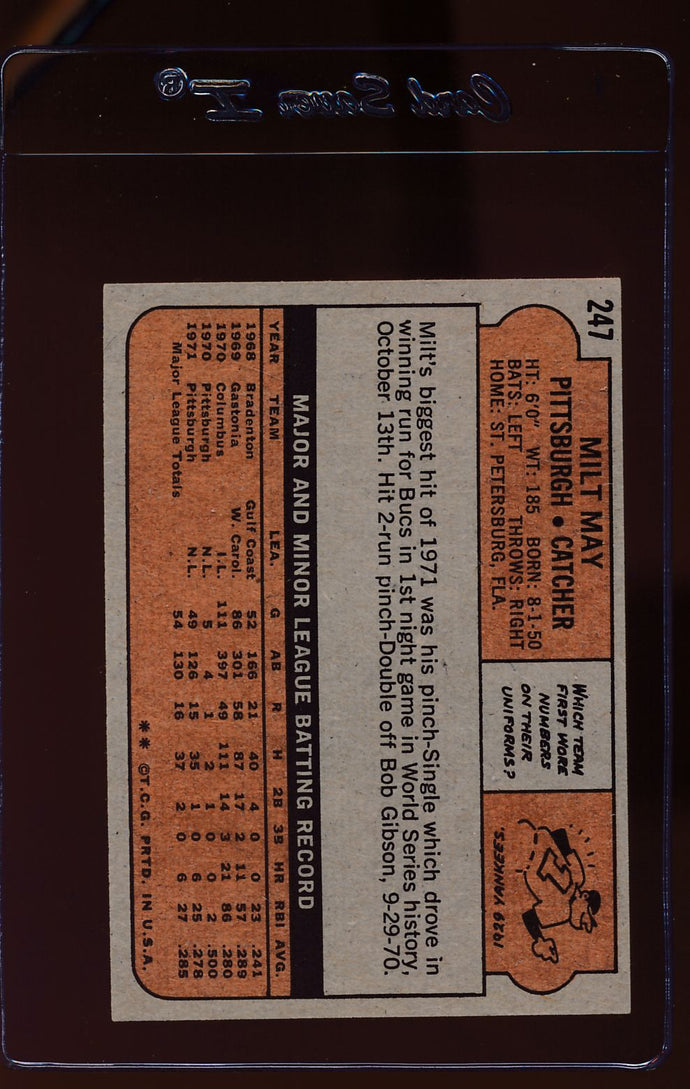 Card Saver I®
247
MILT MAY
PITTSBURGH • CATCHER
HT: 6'0" WT: 185 BORN: 8-1-50
BATS: LEFT THROWS: RIGHT
HOME: ST. PETERSBURG, FLA.
WHICH TEAM
FIRST WORE
NUMBERS
ON THEIR
UNIFORMS?
1929 YANKEES.
Milt's biggest hit of 1971 was his pinch-Single which drove in
winning run for Bucs in 1st night game in World Series history,
October 13th. Hit 2-run pinch-Double off Bob Gibson, 9-29-70.
MAJOR AND MINOR LEAGUE BATTING RECORD
YEAR TEAM LEA. G AB R H 2B 3B HR RBI AVG.
1968 Bradenton Gulf Coast 52 166 21 40 4 0 0 23 .241
1969 Gastonia W. Carol. 86 301 58 87 17 2 11 57 .289
1970 Columbus I.L. 111 397 49 111 14 3 21 86 .280
1970 Pittsburgh N.L. 5 4 1 2 1 0 0 2 .500
1971 Pittsburgh N.L. 49 126 15 35 1 0 6 25 .278
Major League Totals 54 130 16 37 2 0 6 27 .285
** ©T.C.G. PRTD. IN U.S.A.